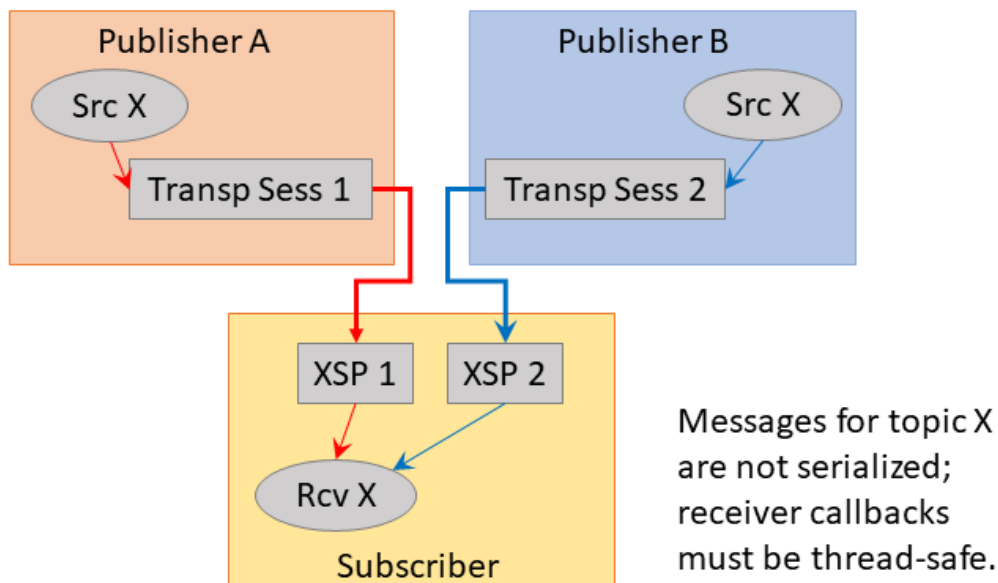 Publisher A
Src X
Transp Sess 1
Publisher B
Src X
Transp Sess 2
XSP 1
XSP 2
Rcv X
Subscriber
Messages for topic X
are not serialized;
receiver callbacks
must be thread-safe.